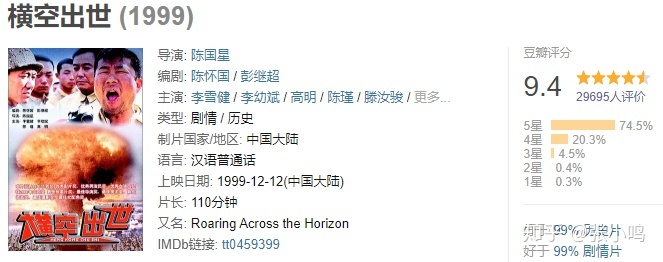 横空出世 (1999)
导演: 陈国星
编剧: 陈怀国 / 彭继超
主演: 李雪健 / 李幼斌 / 高明 / 陈瑾 / 滕汝骏 / 更多...
类型: 剧情 / 历史
制片国家/地区: 中国大陆
语言: 汉语普通话
上映日期: 1999-12-12(中国大陆)
片长: 110分钟
又名: Roaring Across the Horizon
IMDb链接: tt0459399
豆瓣评分
9.4
29695人评价
5星 74.5%
4星 20.3%
3星 4.5%
2星 0.4%
1星 0.3%
好于 99% 剧情片
好于 99% 剧情片
知乎 @张小鸣
横空出世